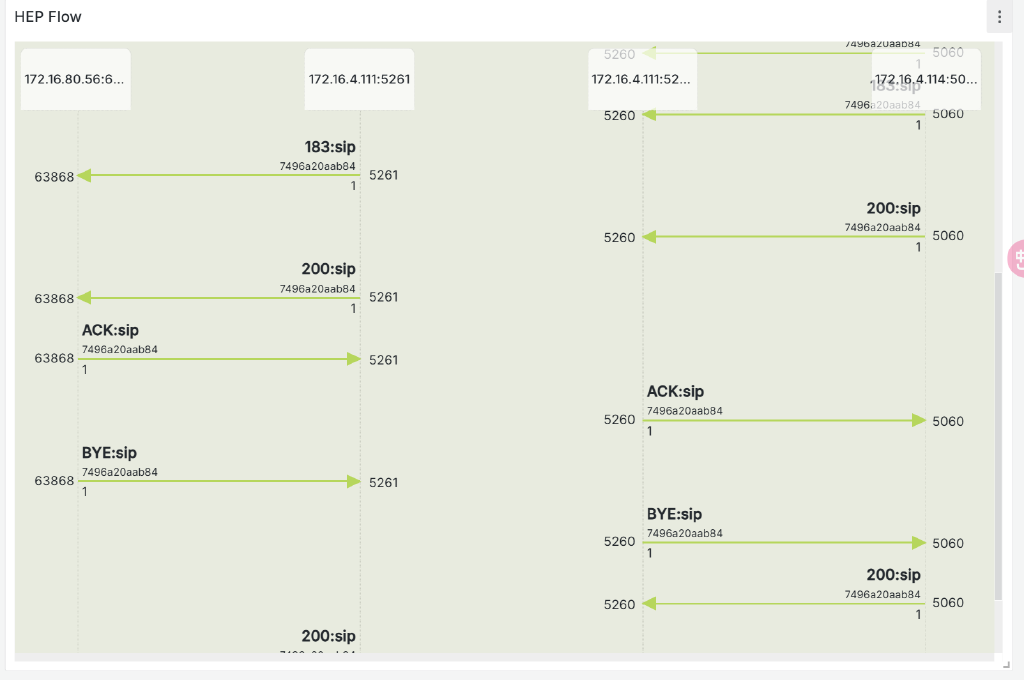 HEP Flow
7496a20aab84
5260
5060
1
172.16.80.56:6...
172.16.4.111:5261
172.16.4.111:52...
172.16.4.114:50...
183:sip
7496a20aab84
5260
5060
1
183:sip
7496a20aab84
63868
5261
1
200:sip
7496a20aab84
5260
5060
1
200:sip
7496a20aab84
63868
5261
1
ACK:sip
7496a20aab84
63868
5261
1
ACK:sip
7496a20aab84
5260
5060
1
BYE:sip
7496a20aab84
63868
5261
1
BYE:sip
7496a20aab84
5260
5060
1
200:sip
7496a20aab84
5260
5060
1
200:sip